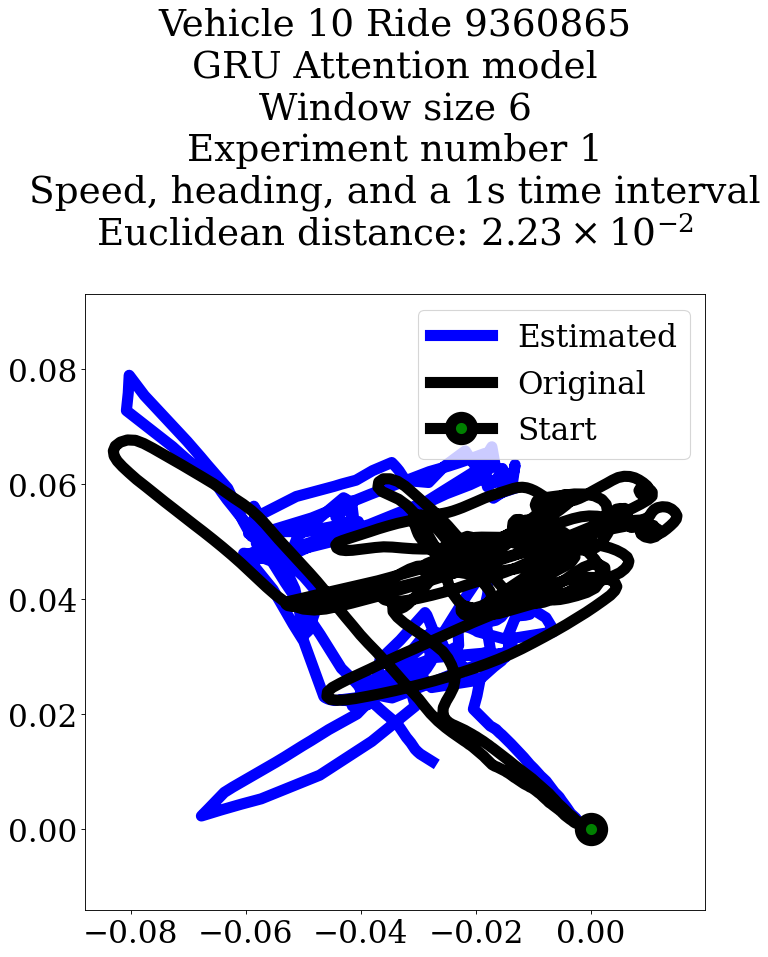 Vehicle 10 Ride 9360865
GRU Attention model
Window size 6
Experiment number 1
Speed, heading, and a 1s time interval
Euclidean distance: 2.23 × 10⁻²
Estimated
Original
Start
0.08
0.06
0.04
0.02
0.00
−0.08 −0.06 −0.04 −0.02 0.00